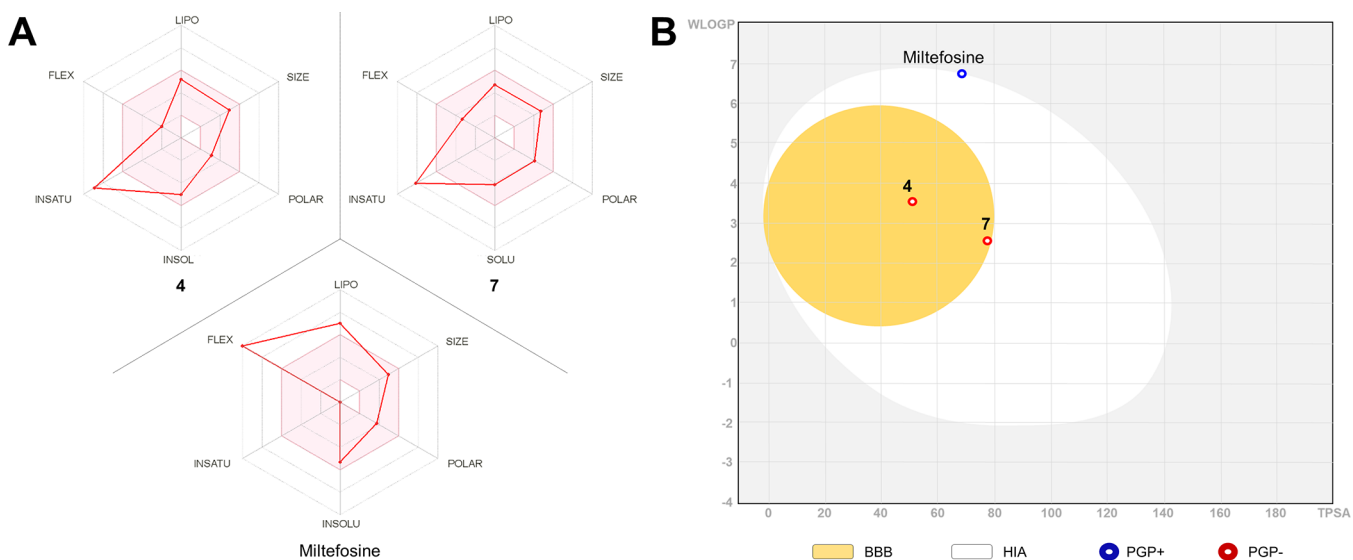 A
LIPO
FLEX
SIZE
INSATU
POLAR
INSOL
4
LIPO
FLEX
SIZE
INSATU
POLAR
SOLU
7
LIPO
FLEX
SIZE
INSATU
POLAR
INSOLU
Miltefosine
B
WLOGP
7
6
5
4
3
2
1
0
-1
-2
-3
-4
Miltefosine
4
7
0 20 40 60 80 100 120 140 160 180 TPSA
BBB HIA PGP+ PGP-